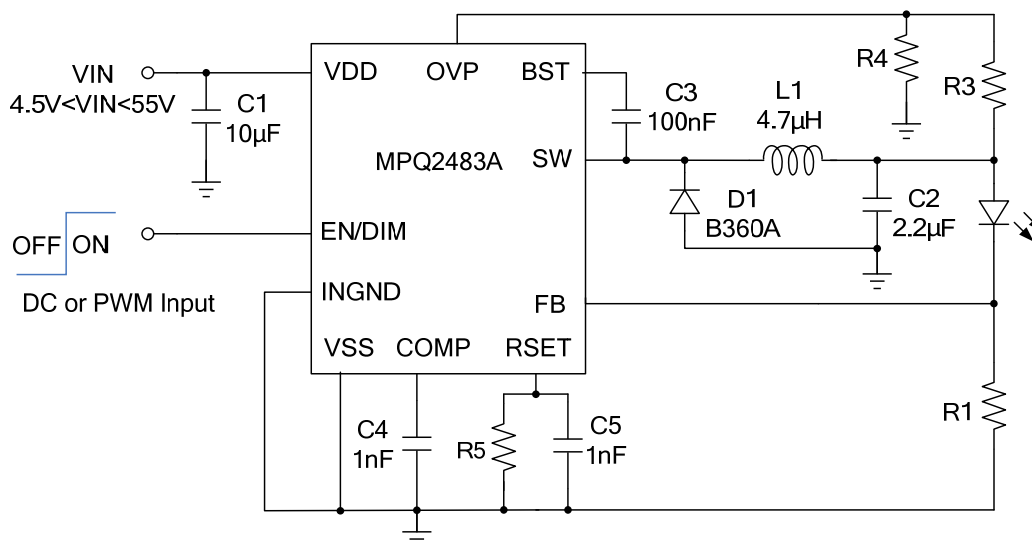 VIN
4.5V<VIN<55V
C1
10µF
OFF
ON
DC or PWM Input
VDD
OVP
BST
MPQ2483A
SW
EN/DIM
INGND
FB
VSS
COMP
RSET
C3
100nF
L1
4.7µH
R4
R3
D1
B360A
C2
2.2µF
R1
C4
1nF
R5
C5
1nF